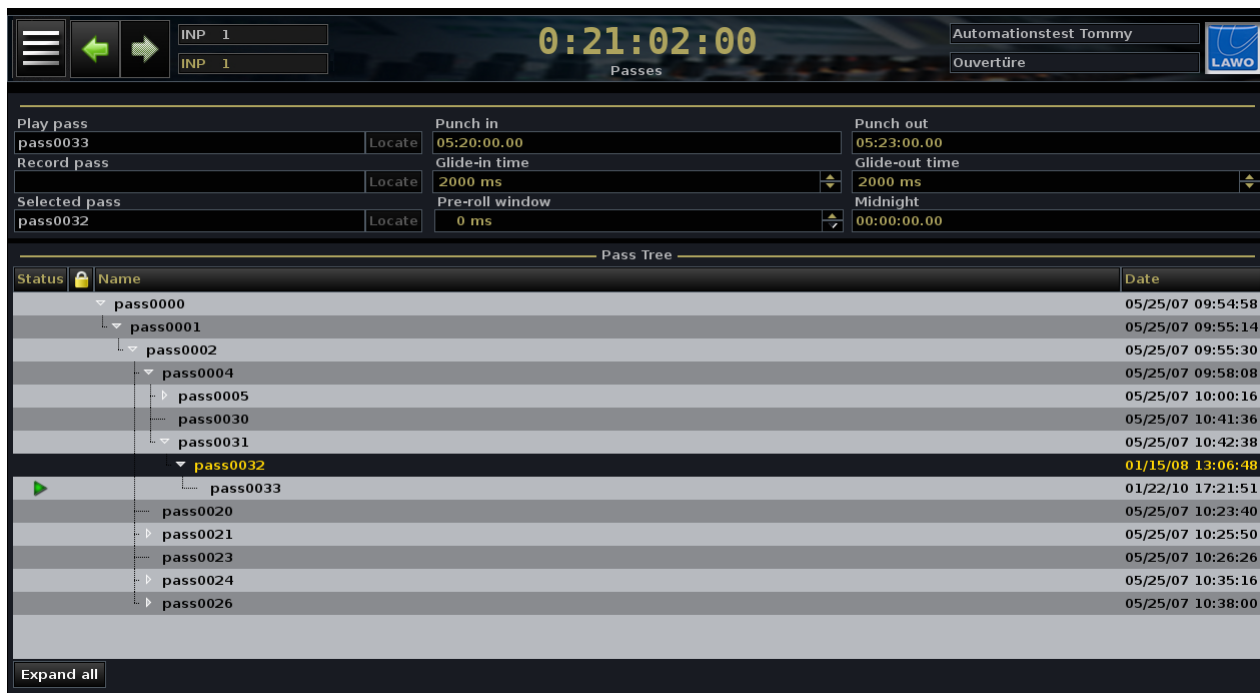 INP 1
INP 1
0:21:02:00
Passes
Automationstest Tommy
Ouvertüre
LAWO
Play pass
Punch in
Punch out
pass0033 Locate 05:20:00.00 05:23:00.00
Record pass
Glide-in time
Glide-out time
Locate 2000 ms 2000 ms
Selected pass
Pre-roll window
Midnight
pass0032 Locate 0 ms 00:00:00.00
Pass Tree
Status Name Date
pass0000 05/25/07 09:54:58
pass0001 05/25/07 09:55:14
pass0002 05/25/07 09:55:30
pass0004 05/25/07 09:58:08
pass0005 05/25/07 10:00:16
pass0030 05/25/07 10:41:36
pass0031 05/25/07 10:42:38
pass0032 01/15/08 13:06:48
pass0033 01/22/10 17:21:51
pass0020 05/25/07 10:23:40
pass0021 05/25/07 10:25:50
pass0023 05/25/07 10:26:26
pass0024 05/25/07 10:35:16
pass0026 05/25/07 10:38:00
Expand all